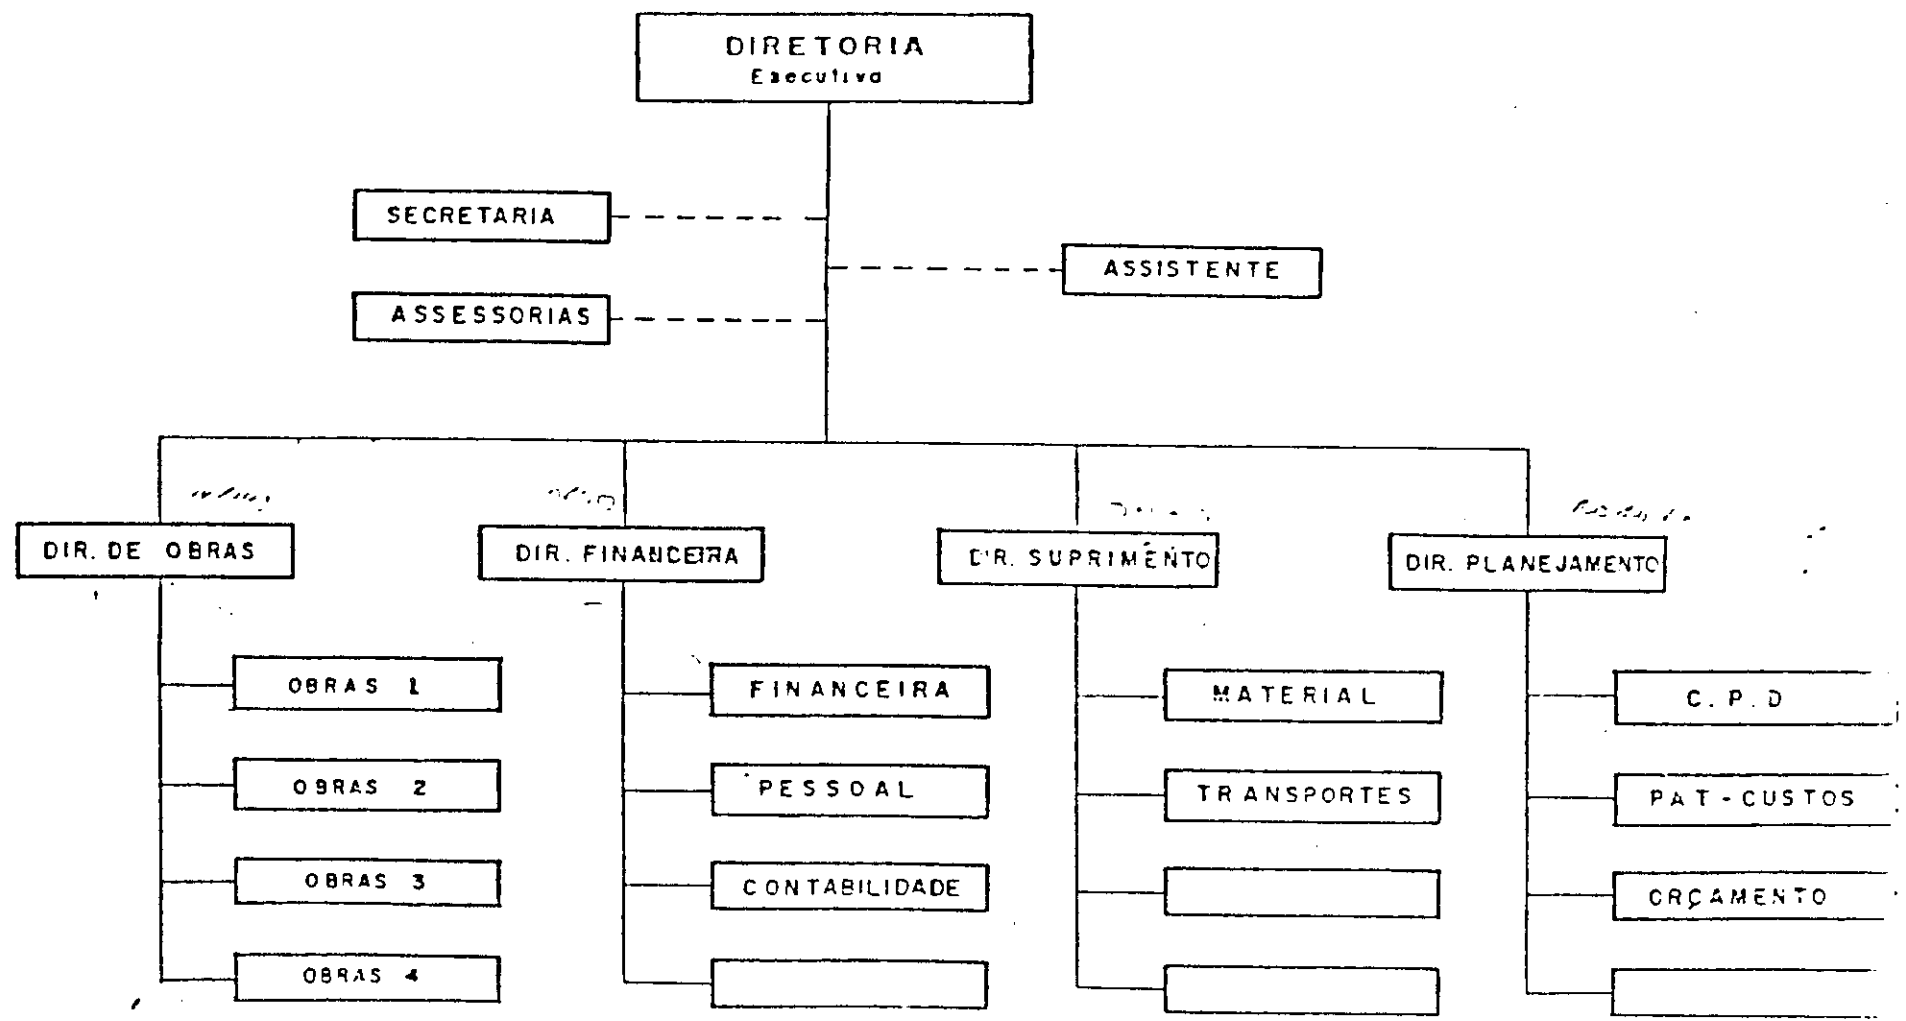 DIRETORIA
Executiva
SECRETARIA
ASSISTENTE
ASSESSORIAS
DIR. DE OBRAS
DIR. FINANCEIRA
DIR. SUPRIMENTO
DIR. PLANEJAMENTO
OBRAS 1
FINANCEIRA
MATERIAL
C. P. D
OBRAS 2
PESSOAL
TRANSPORTES
PAT - CUSTOS
OBRAS 3
CONTABILIDADE
ORÇAMENTO
OBRAS 4